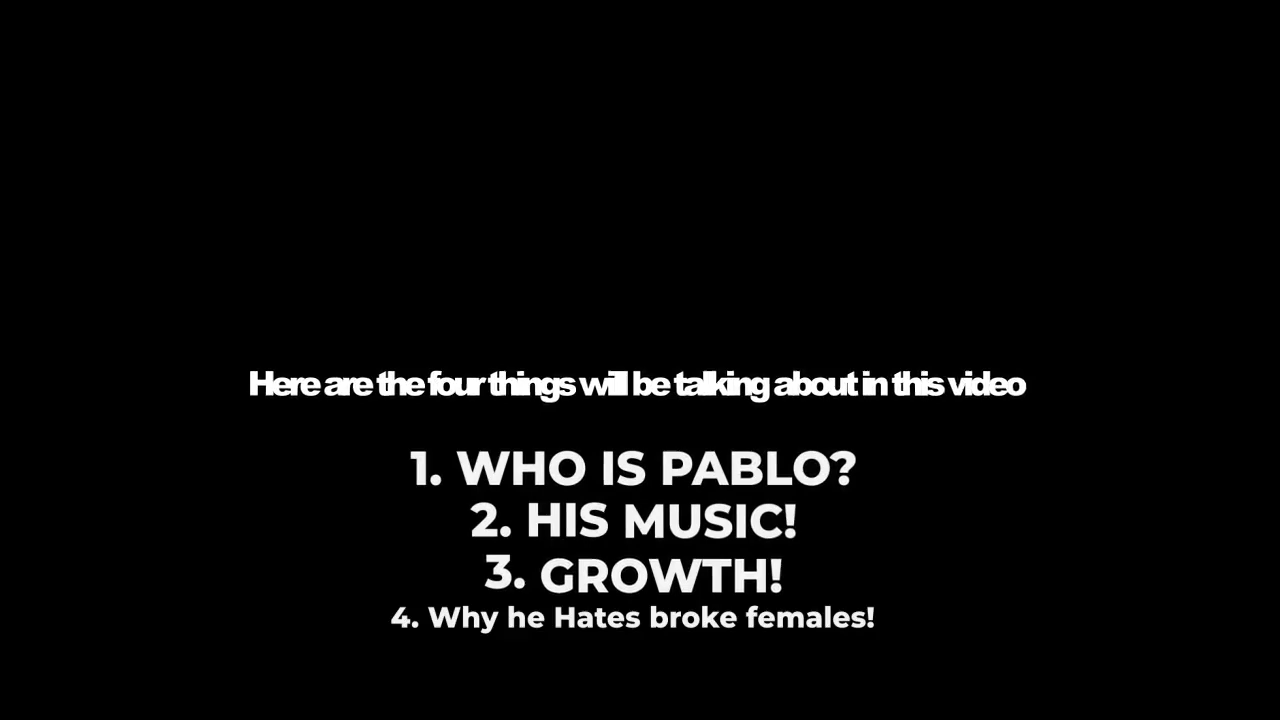 Here are the four things will be talking about in this video
1. WHO IS PABLO?
2. HIS MUSIC!
3. GROWTH!
4. Why he Hates broke females!